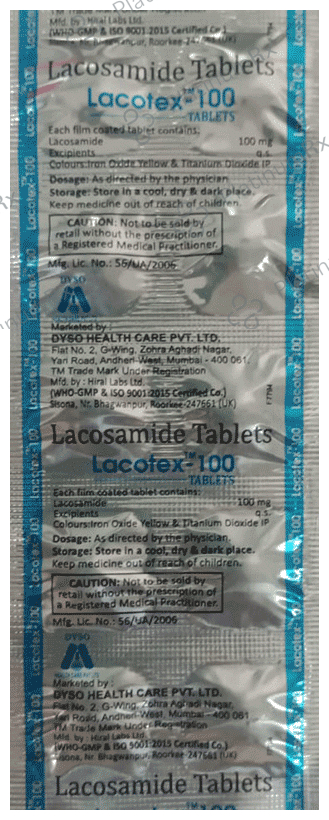 Mfd. by : Hiral Labs Ltd.
(WHO-GMP & ISO 9001:2015 Certified Co.)
Lacosamide Tablets
Lacotex™-100
TABLETS
Each film coated tablet contains:
Lacosamide 100 mg
Excipients q.s.
Colours:Iron Oxide Yellow & Titanium Dioxide IP
Dosage: As directed by the physician
Storage: Store in a cool, dry & dark place.
Keep medicine out of reach of children.
CAUTION: Not to be sold by
retail without the prescription of
a Registered Medical Practitioner.
Mfg. Lic. No.: 56/UA/2006
DYSO
Marketed by :
DYSO HEALTH CARE PVT. LTD.
Flat No. 2, G-Wing, Zohra Aghadi Nagar,
Yari Road, Andheri-West, Mumbai - 400 061.
TM Trade Mark Under Registration
Mfd. by : Hiral Labs Ltd.
(WHO-GMP & ISO 9001:2015 Certified Co.)
Sisona, Nr. Bhagwanpur, Roorkee-247661 (UK)
Lacosamide Tablets
Lacotex™-100
TABLETS
Each film coated tablet contains:
Lacosamide 100 mg
Excipients q.s.
Colours:Iron Oxide Yellow & Titanium Dioxide IP
Dosage: As directed by the physician.
Storage: Store in a cool, dry & dark place.
Keep medicine out of reach of children.
CAUTION: Not to be sold by
retail without the prescription of
a Registered Medical Practitioner.
Mfg. Lic. No.: 56/UA/2006
DYSO
Marketed by :
DYSO HEALTH CARE PVT. LTD.
Flat No. 2, G-Wing, Zohra Aghadi Nagar,
Yari Road, Andheri-West, Mumbai - 400 061
TM Trade Mark Under Registration
Mfd. by : Hiral Labs Ltd.
(WHO-GMP & ISO 9001:2015 Certified Co.)
Sisona, Nr. Bhagwanpur, Roorkee-247661 (UK)
Lacosamide Tablets
Lacotex-100